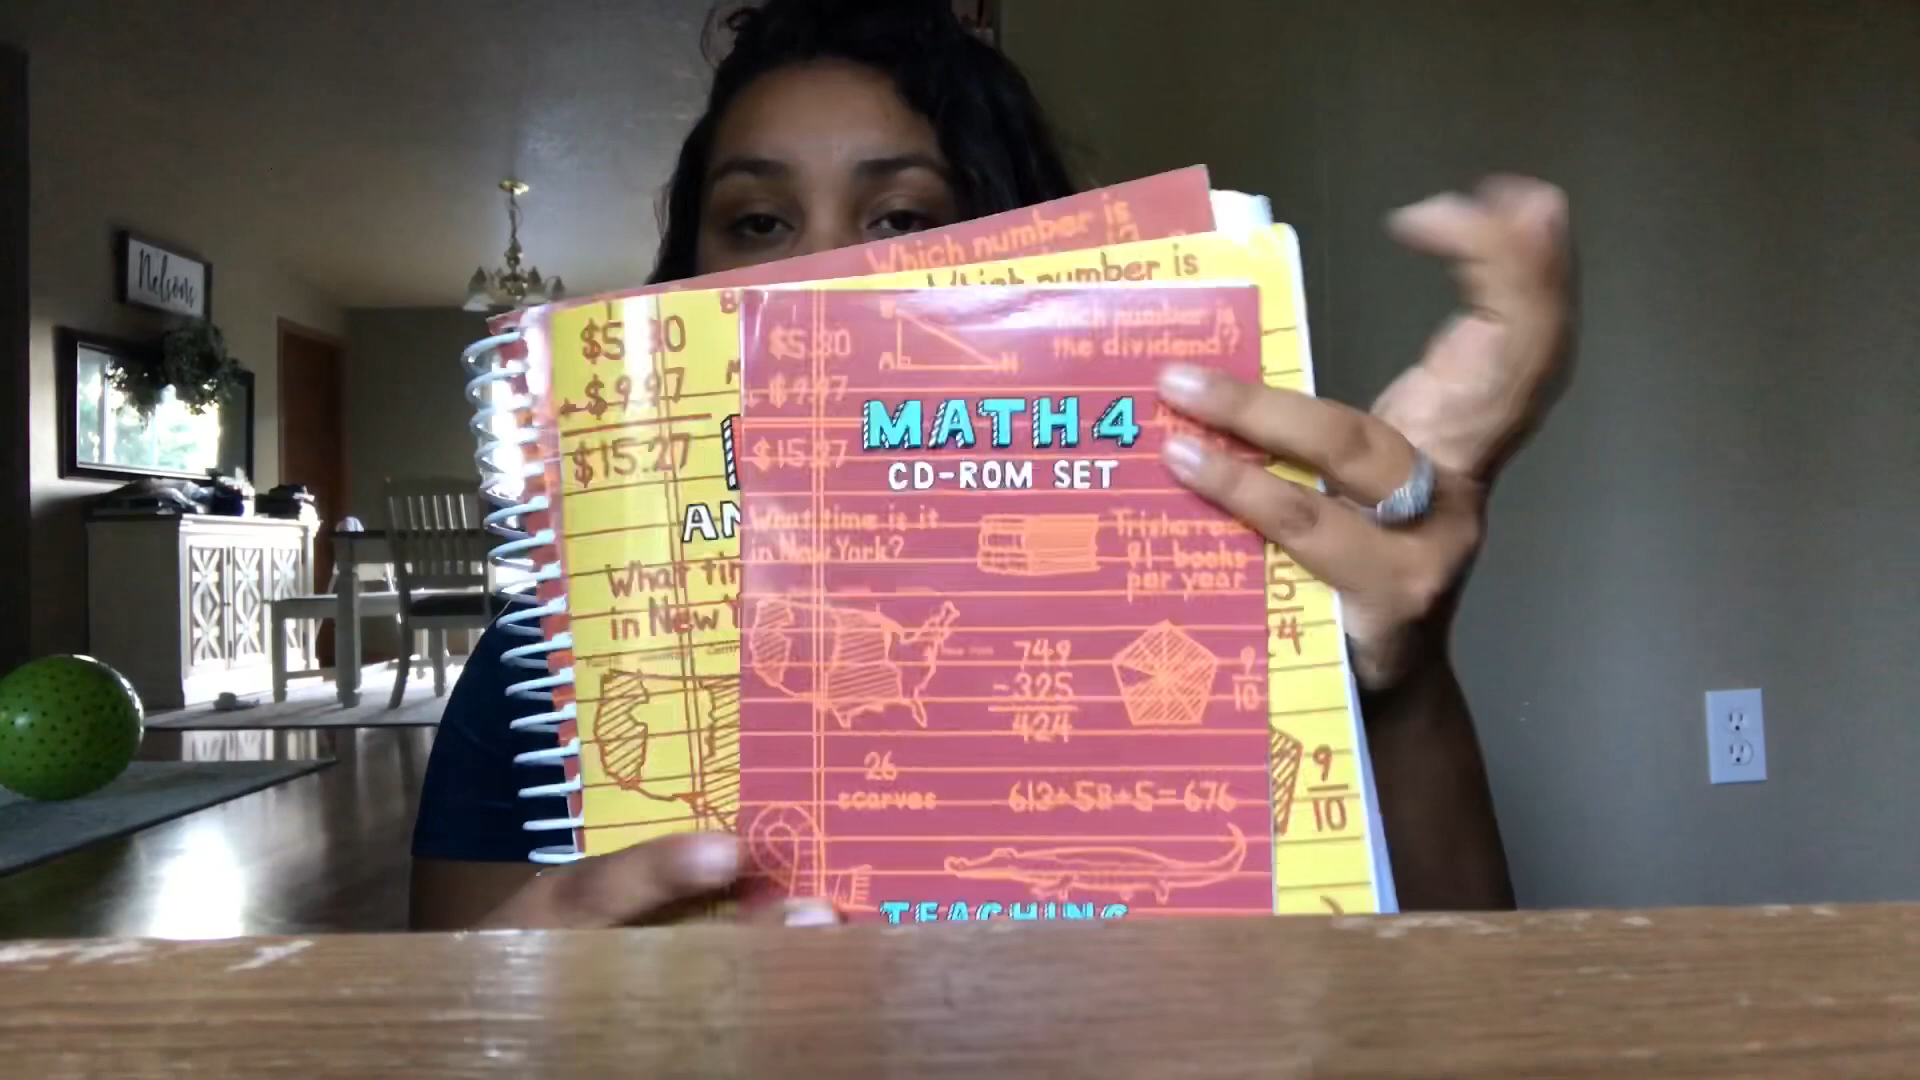 Nelsons
Which number is
Which number is
$5.30
+$9.97
$15.27
AN
What tim
in New Y
9
10
$5.30
+$9.97
$15.27
Which number is
the dividend?
MATH 4
CD-ROM SET
What time is it
in New York?
Trisha rea
91 books
per year
749
-325
424
9
10
26
scarves
613+58+5=676
TEACHING